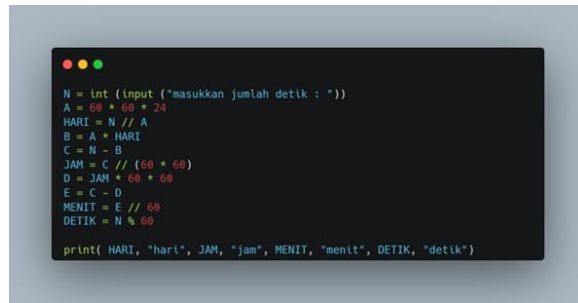 N = int (input ("masukkan jumlah detik : "))
A = 60 * 60 * 24
HARI = N // A
B = A * HARI
C = N - B
JAM = C // (60 * 60)
D = JAM * 60 * 60
E = C - D
MENIT = E // 60
DETIK = N % 60
print( HARI, "hari", JAM, "jam", MENIT, "menit", DETIK, "detik")